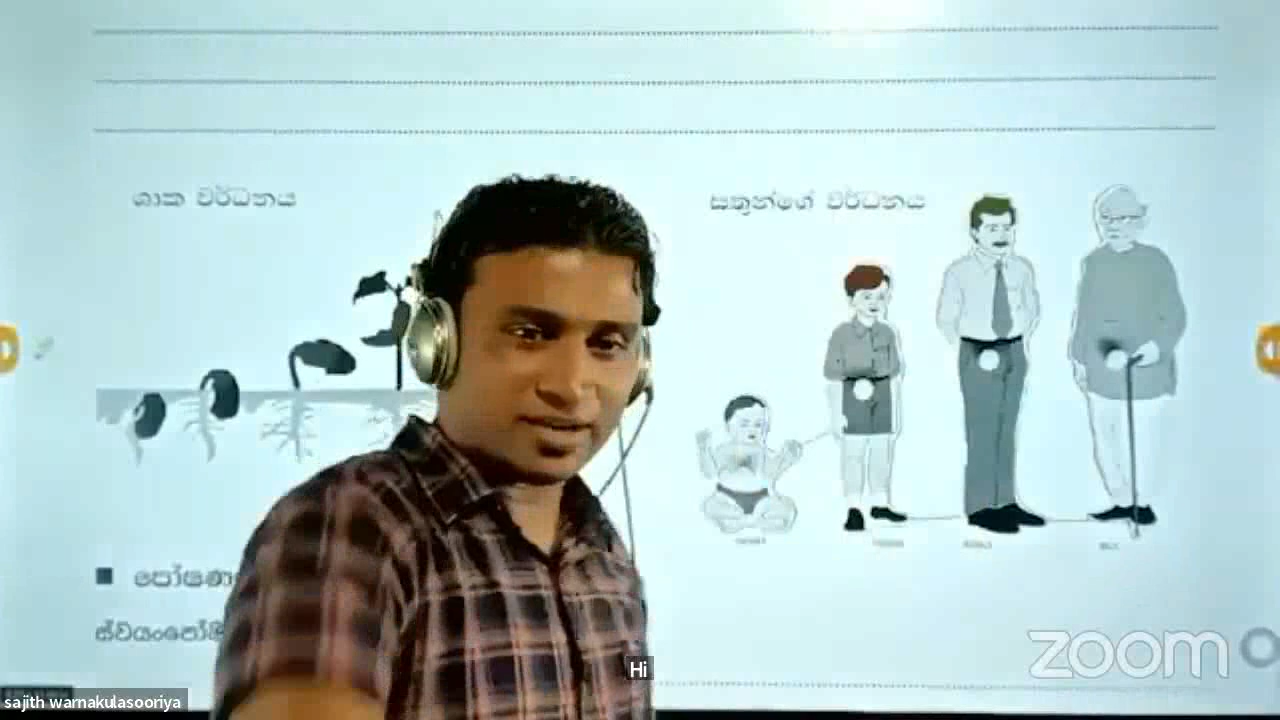 ශාක වර්ධනය
සතුන්ගේ වර්ධනය
■ පෝෂණ
ස්වයංපෝෂී
Hi
zoom
sajith warnakulasooriya